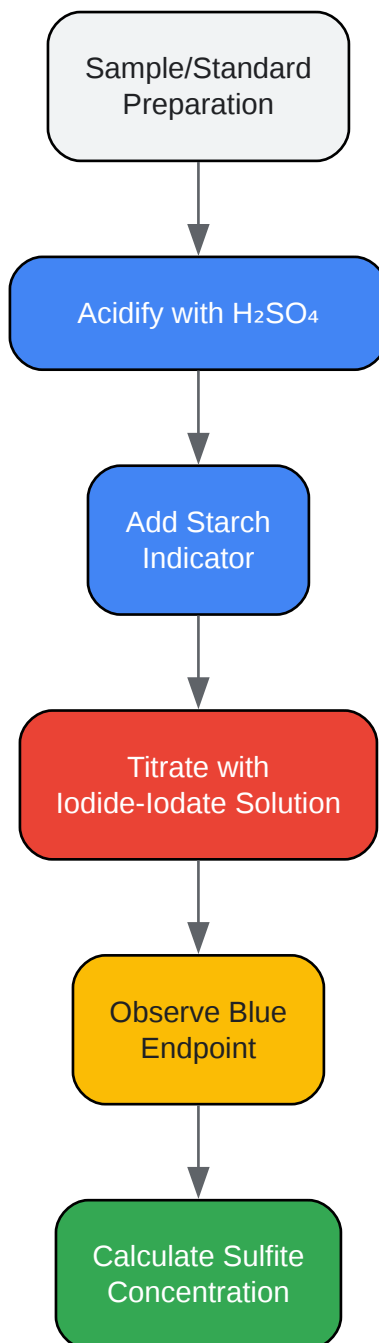 Sample/Standard
Preparation
Acidify with H₂SO₄
Add Starch
Indicator
Titrate with
Iodide-Iodate Solution
Observe Blue
Endpoint
Calculate Sulfite
Concentration